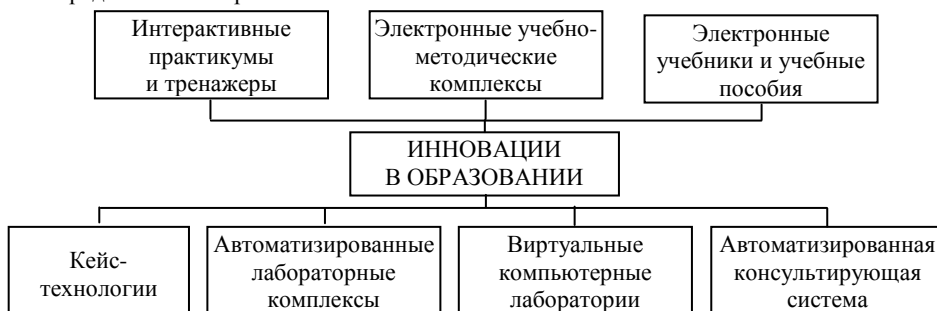 Интерактивные
практикумы
и тренажеры
Электронные учебно-
методические
комплексы
Электронные
учебники и учебные
пособия
ИННОВАЦИИ
В ОБРАЗОВАНИИ
Кейс-
технологии
Автоматизированные
лабораторные
комплексы
Виртуальные
компьютерные
лаборатории
Автоматизированная
консультирующая
система